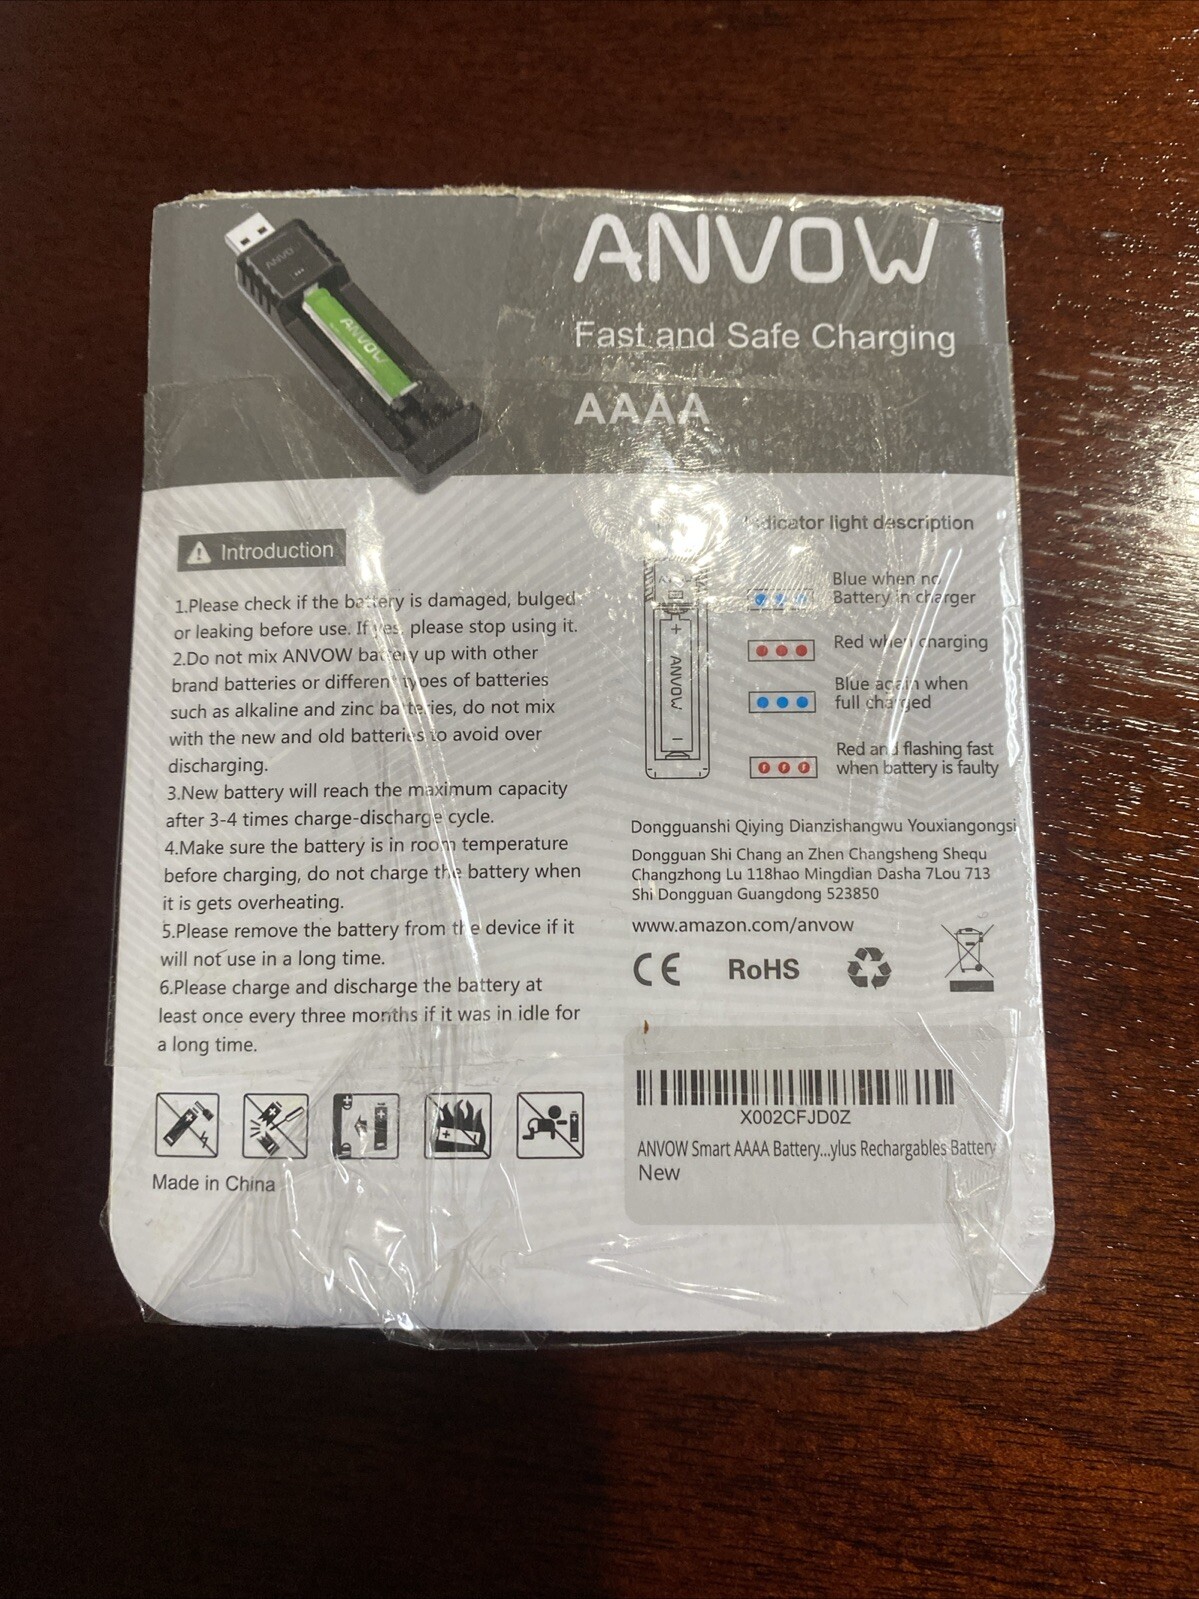 ANVOW
Fast and Safe Charging
AAAA
ANVOW
ANVOW
Introduction
1.Please check if the battery is damaged, bulged
or leaking before use. If yes, please stop using it.
2.Do not mix ANVOW battery up with other
brand batteries or different types of batteries
such as alkaline and zinc batteries, do not mix
with the new and old batteries to avoid over
discharging.
3.New battery will reach the maximum capacity
after 3-4 times charge-discharge cycle.
4.Make sure the battery is in room temperature
before charging, do not charge the battery when
it is gets overheating.
5.Please remove the battery from the device if it
will not use in a long time.
6.Please charge and discharge the battery at
least once every three months if it was in idle for
a long time.
Made in China
Indicator light description
+ ANVOW -
Blue when no
Battery in charger
Red when charging
Blue again when
full charged
Red and flashing fast
when battery is faulty
Dongguanshi Qiying Dianzishangwu Youxiangongsi
Dongguan Shi Chang an Zhen Changsheng Shequ
Changzhong Lu 118hao Mingdian Dasha 7Lou 713
Shi Dongguan Guangdong 523850
www.amazon.com/anvow
CE RoHS
X002CFJD0Z
ANVOW Smart AAAA Battery...ylus Rechargables Battery
New